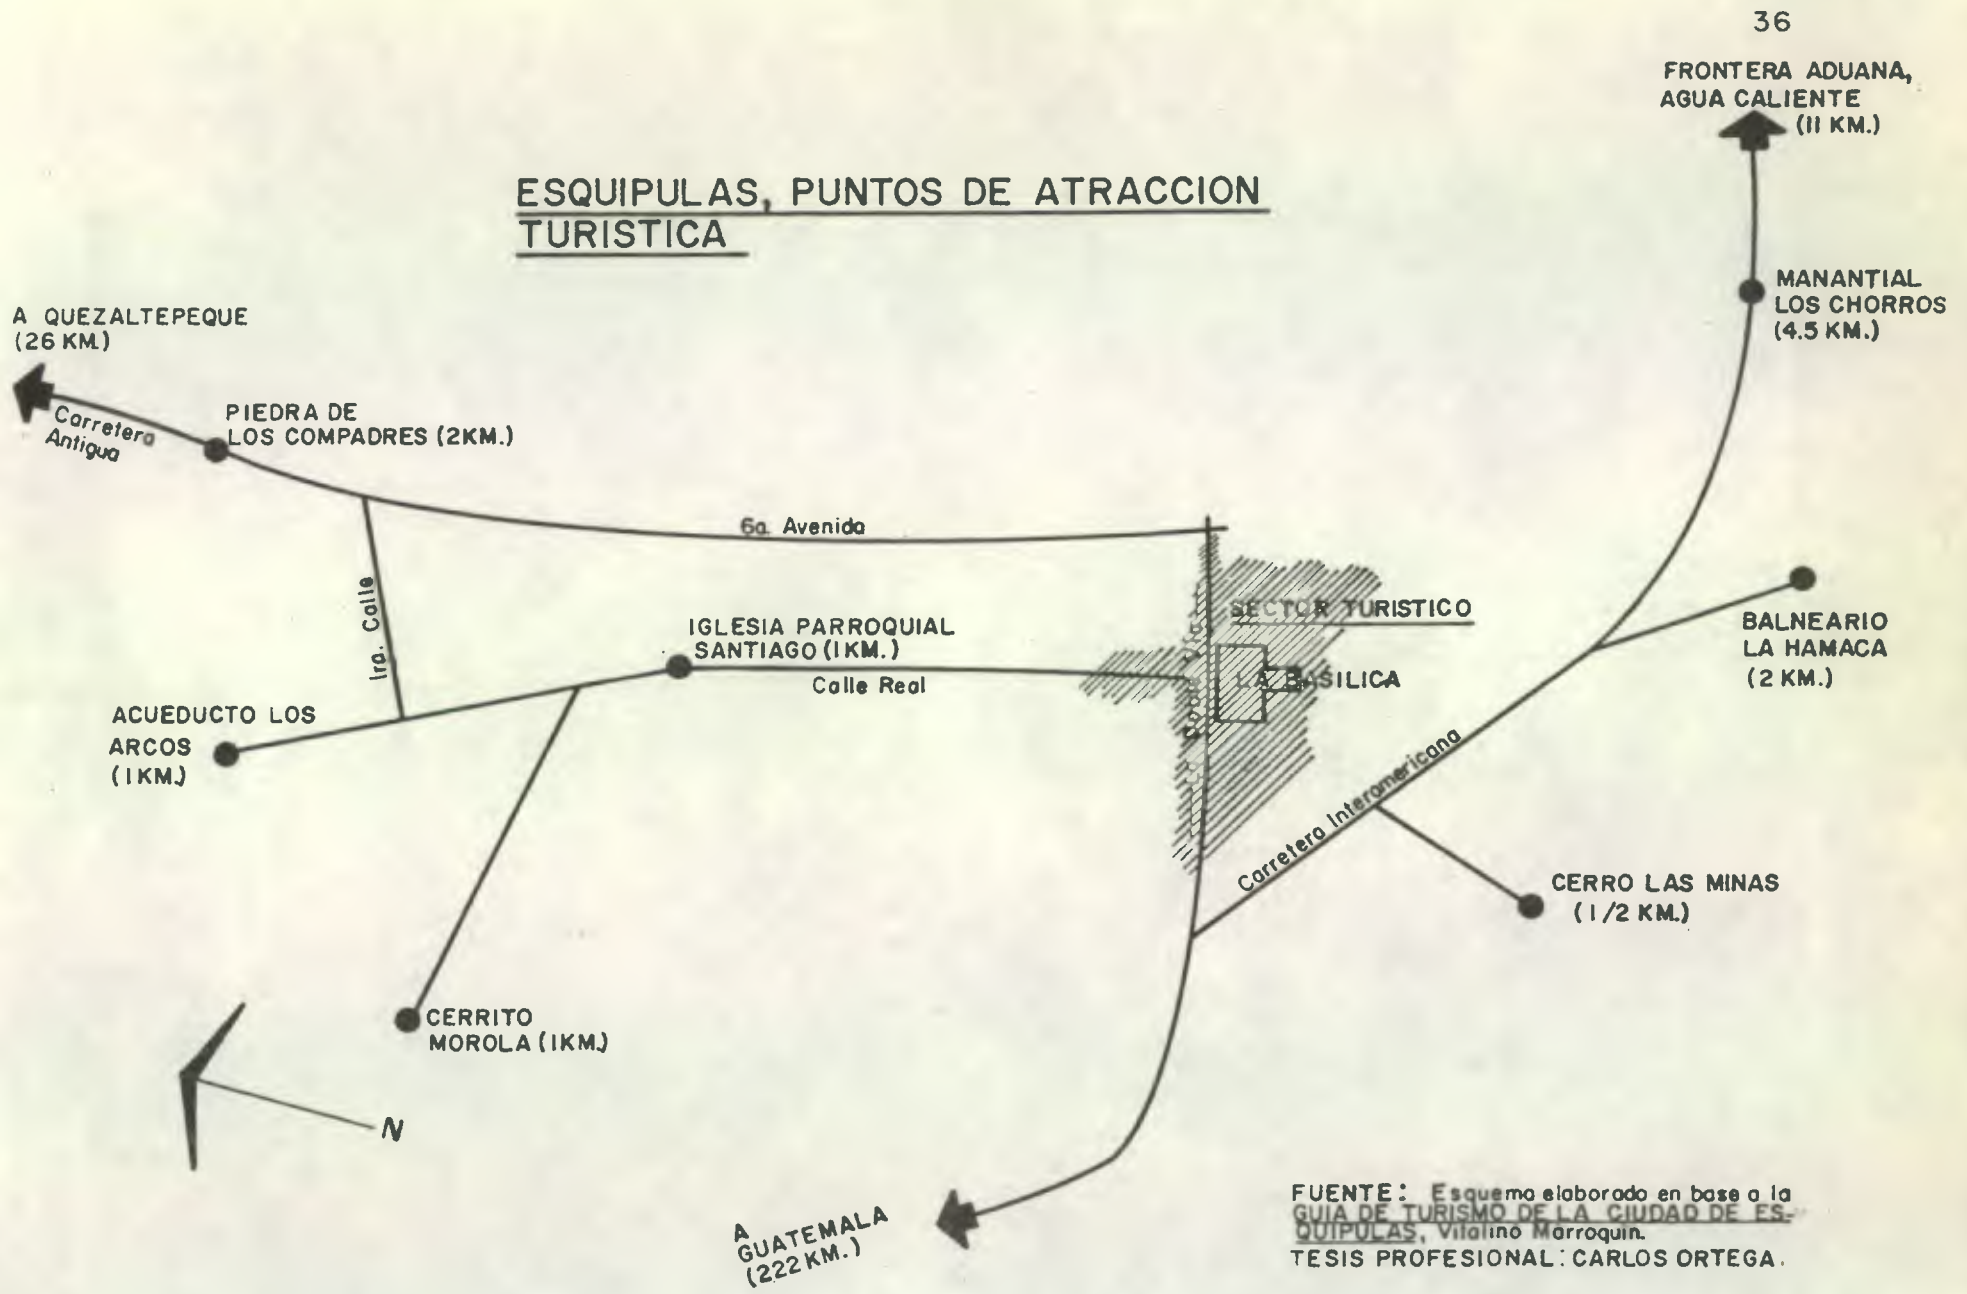 36
FRONTERA ADUANA,
AGUA CALIENTE
(11 KM.)
ESQUIPULAS, PUNTOS DE ATRACCION
TURISTICA
MANANTIAL
LOS CHORROS
(4.5 KM.)
A QUEZALTEPEQUE
(26 KM.)
Carretera
Antigua
PIEDRA DE
LOS COMPADRES (2KM.)
6a. Avenida
1ra. Calle
SECTOR TURISTICO
IGLESIA PARROQUIAL
SANTIAGO (1KM.)
Calle Real
Doble Vía
LA BASILICA
BALNEARIO
LA HAMACA
(2 KM.)
ACUEDUCTO LOS
ARCOS
(1KM.)
Carretera Interamericana
CERRO LAS MINAS
(1/2 KM.)
CERRITO
MOROLA (1KM.)
N
A
GUATEMALA
(222 KM.)
FUENTE: Esquema elaborado en base a la
GUIA DE TURISMO DE LA CIUDAD DE ES-
QUIPULAS, Vitalino Marroquin.
TESIS PROFESIONAL: CARLOS ORTEGA.